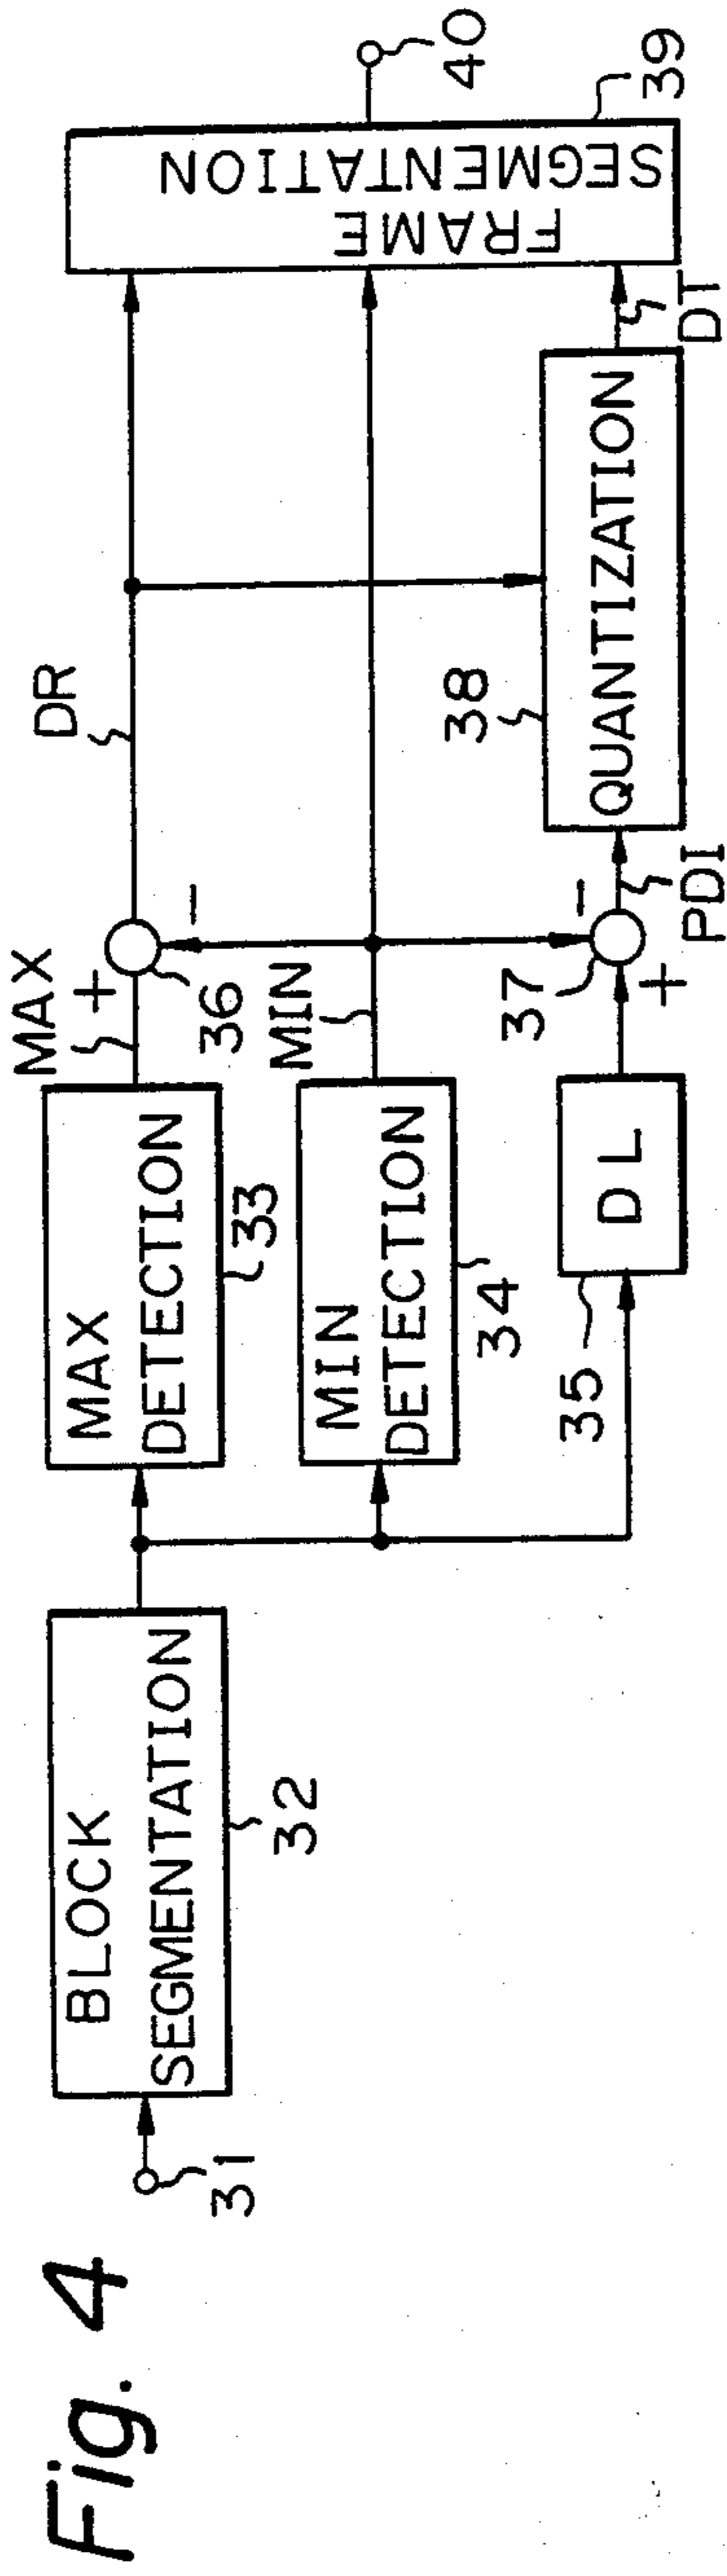 Fig. 4
31
BLOCK
SEGMENTATION
32
MAX
DETECTION
33
MIN
DETECTION
34
DL
35
MAX
+
-
36
MIN
37
+
-
PDI
DR
38
QUANTIZATION
DT
FRAME
SEGMENTATION
39
40